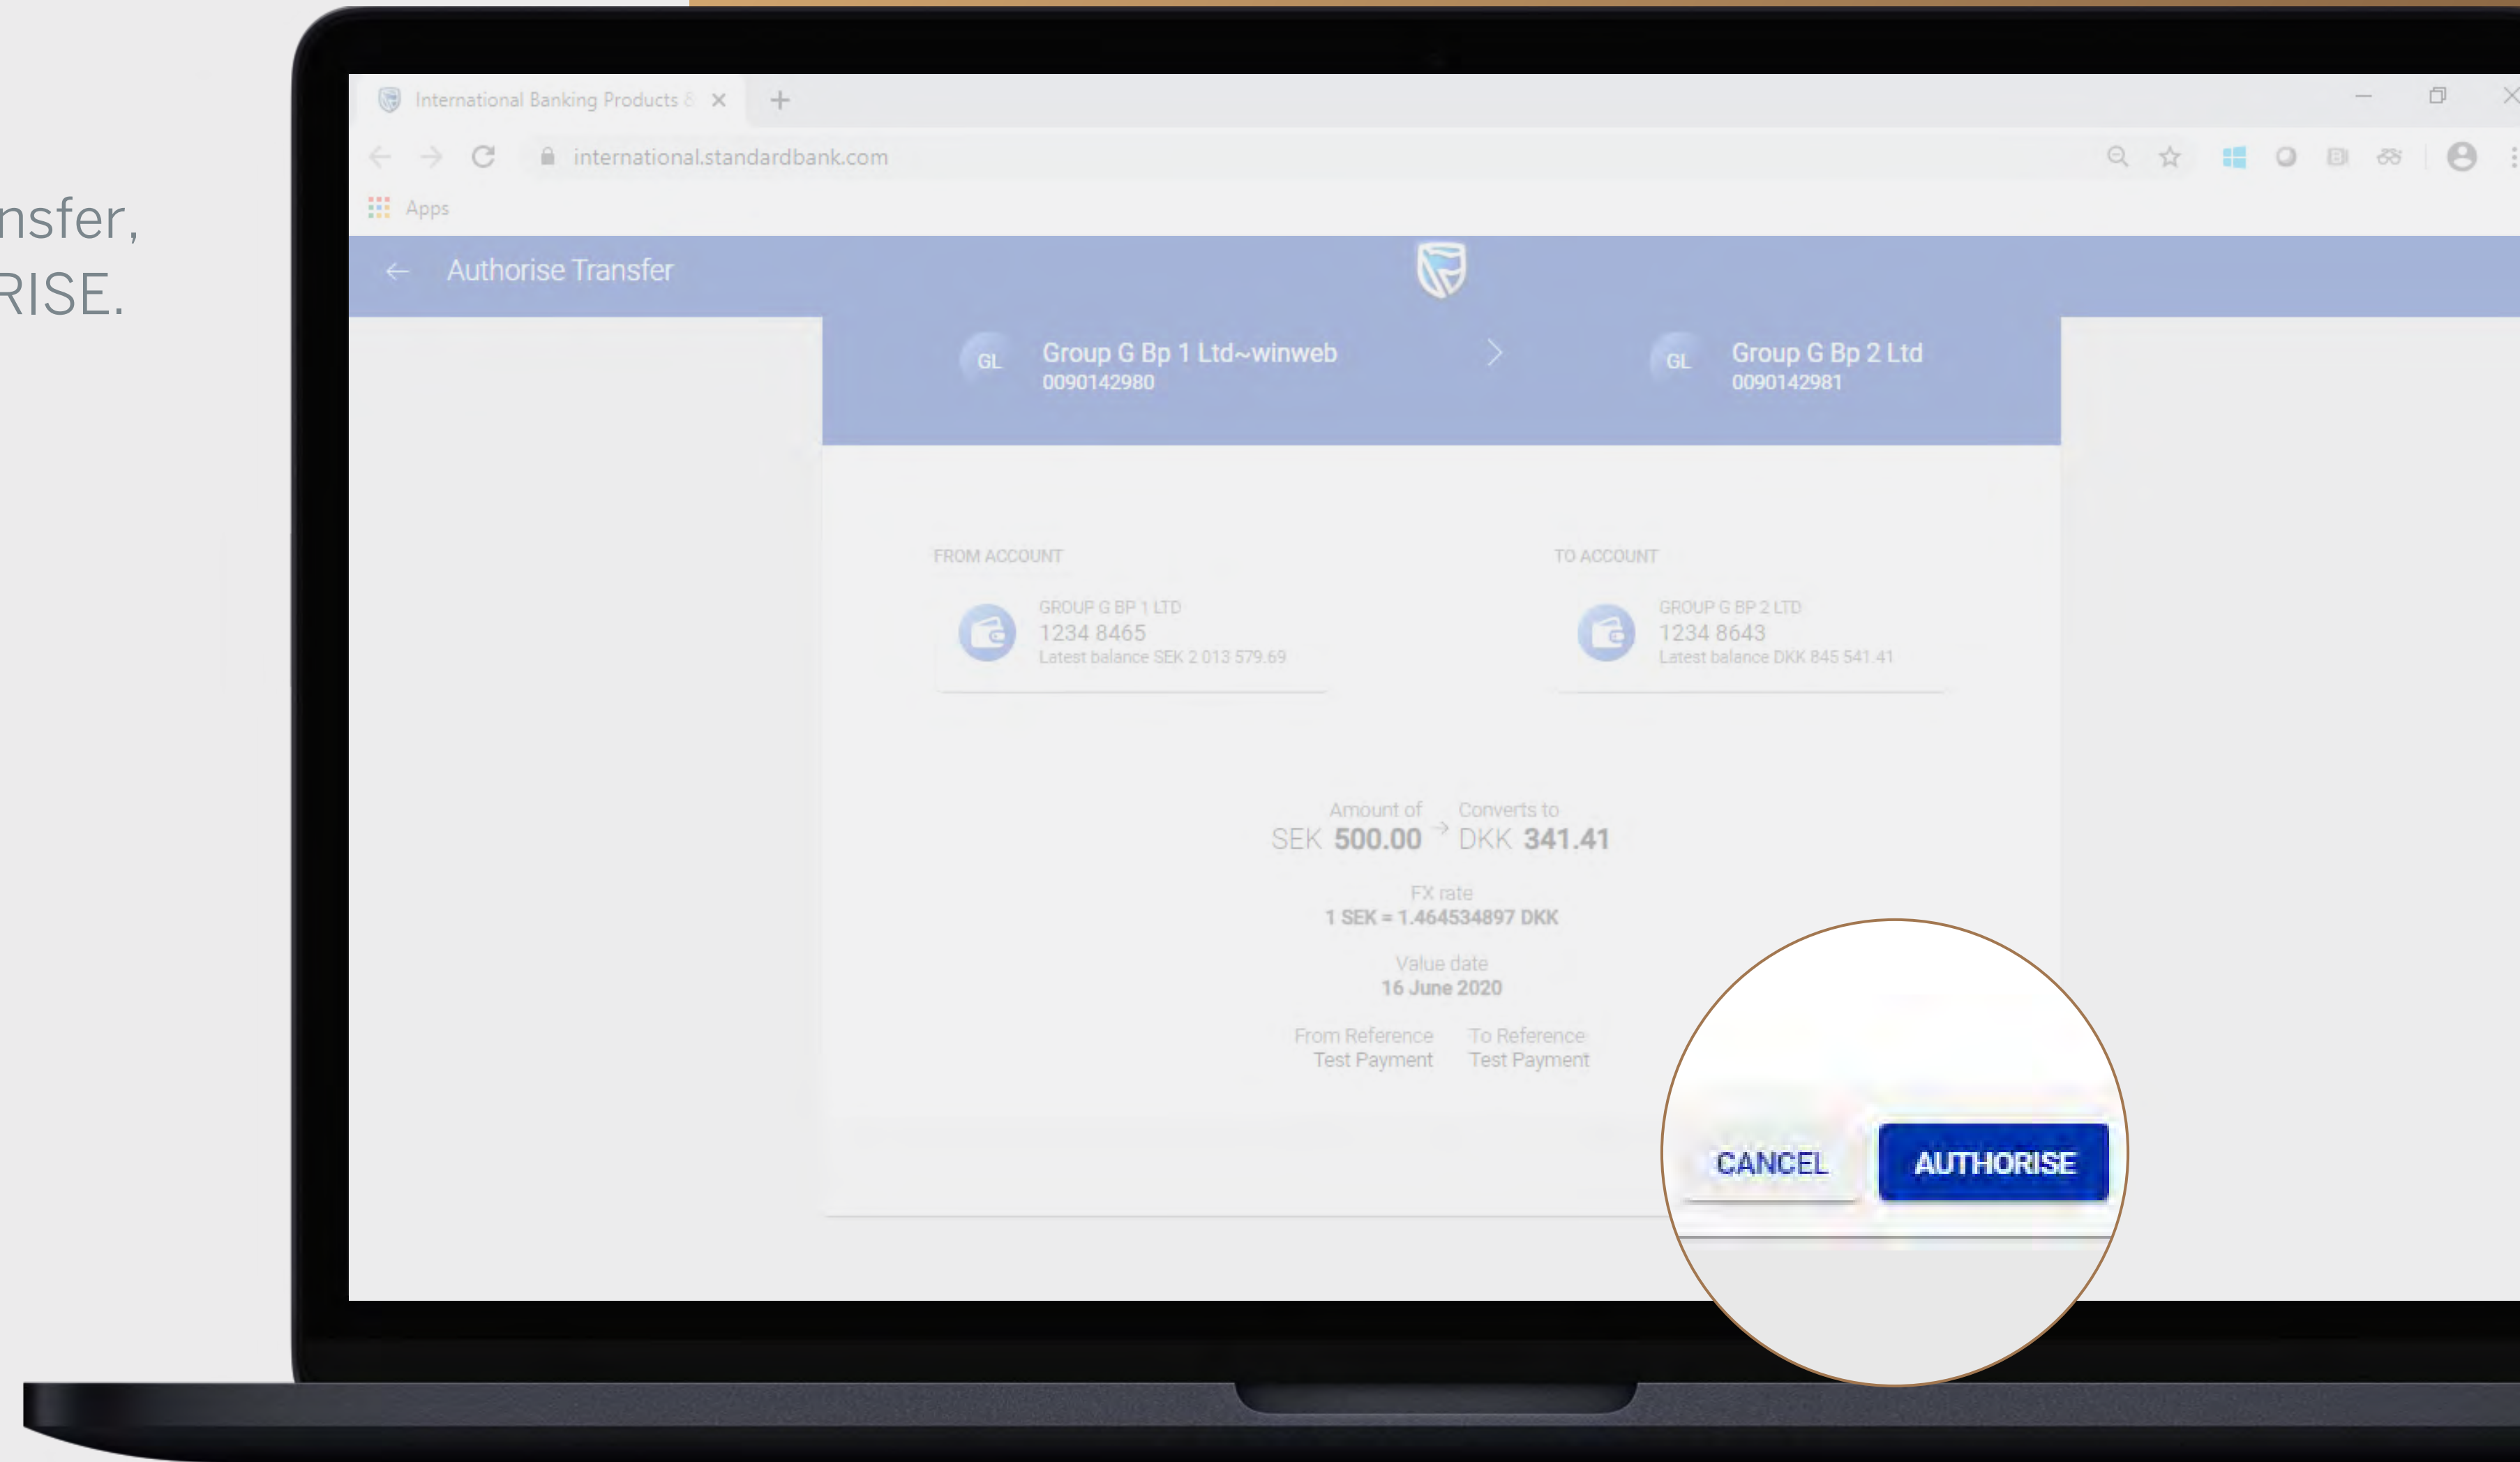 nsfer,
RISE.
International Banking Products &
international.standardbank.com
Apps
Authorise Transfer
GL Group G Bp 1 Ltd~winweb
0090142980
GL Group G Bp 2 Ltd
0090142981
FROM ACCOUNT
GROUP G BP 1 LTD
1234 8465
Latest balance SEK 2 013 579.69
TO ACCOUNT
GROUP G BP 2 LTD
1234 8643
Latest balance DKK 845 541.41
Amount of → Converts to
SEK 500.00 DKK 341.41
FX rate
1 SEK = 1.464534897 DKK
Value date
16 June 2020
From Reference To Reference
Test Payment Test Payment
CANCEL AUTHORISE